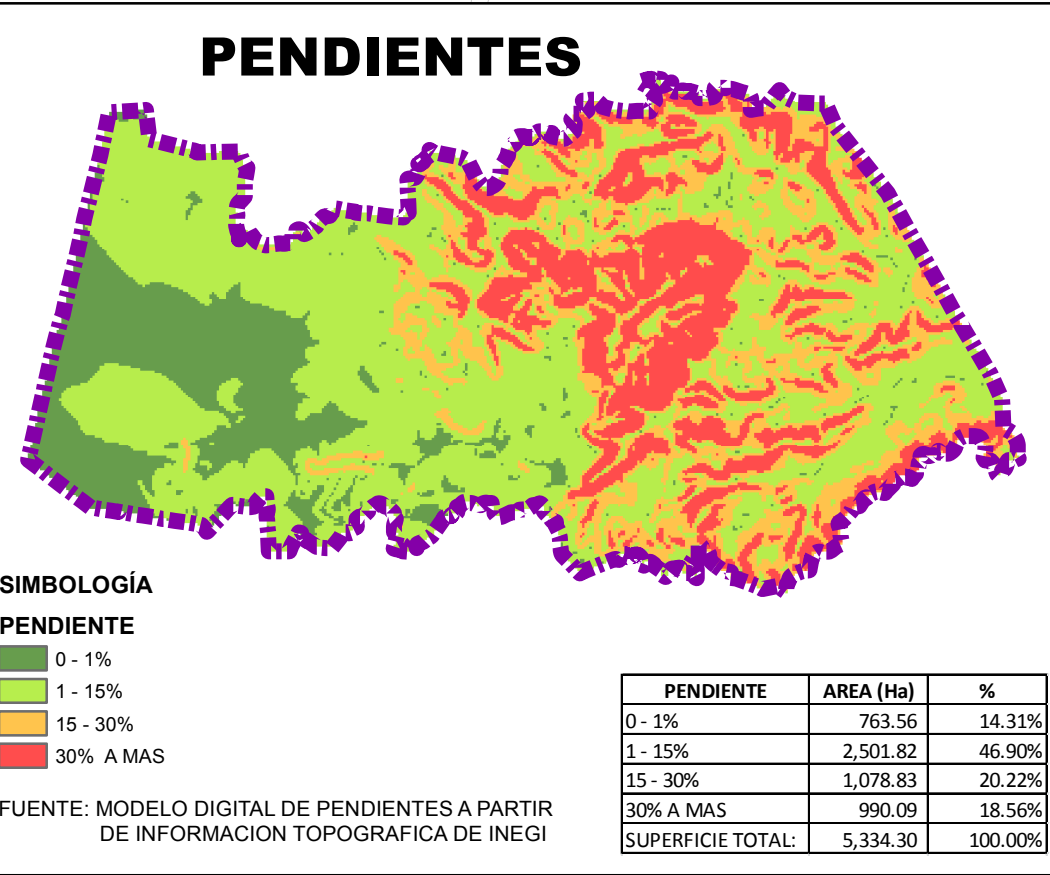 PENDIENTES
SIMBOLOGÍA
PENDIENTE
0 - 1%
1 - 15%
15 - 30%
30% A MAS
FUENTE: MODELO DIGITAL DE PENDIENTES A PARTIR
DE INFORMACION TOPOGRAFICA DE INEGI
PENDIENTE AREA (Ha) %
0 - 1% 763.56 14.31%
1 - 15% 2,501.82 46.90%
15 - 30% 1,078.83 20.22%
30% A MAS 990.09 18.56%
SUPERFICIE TOTAL: 5,334.30 100.00%